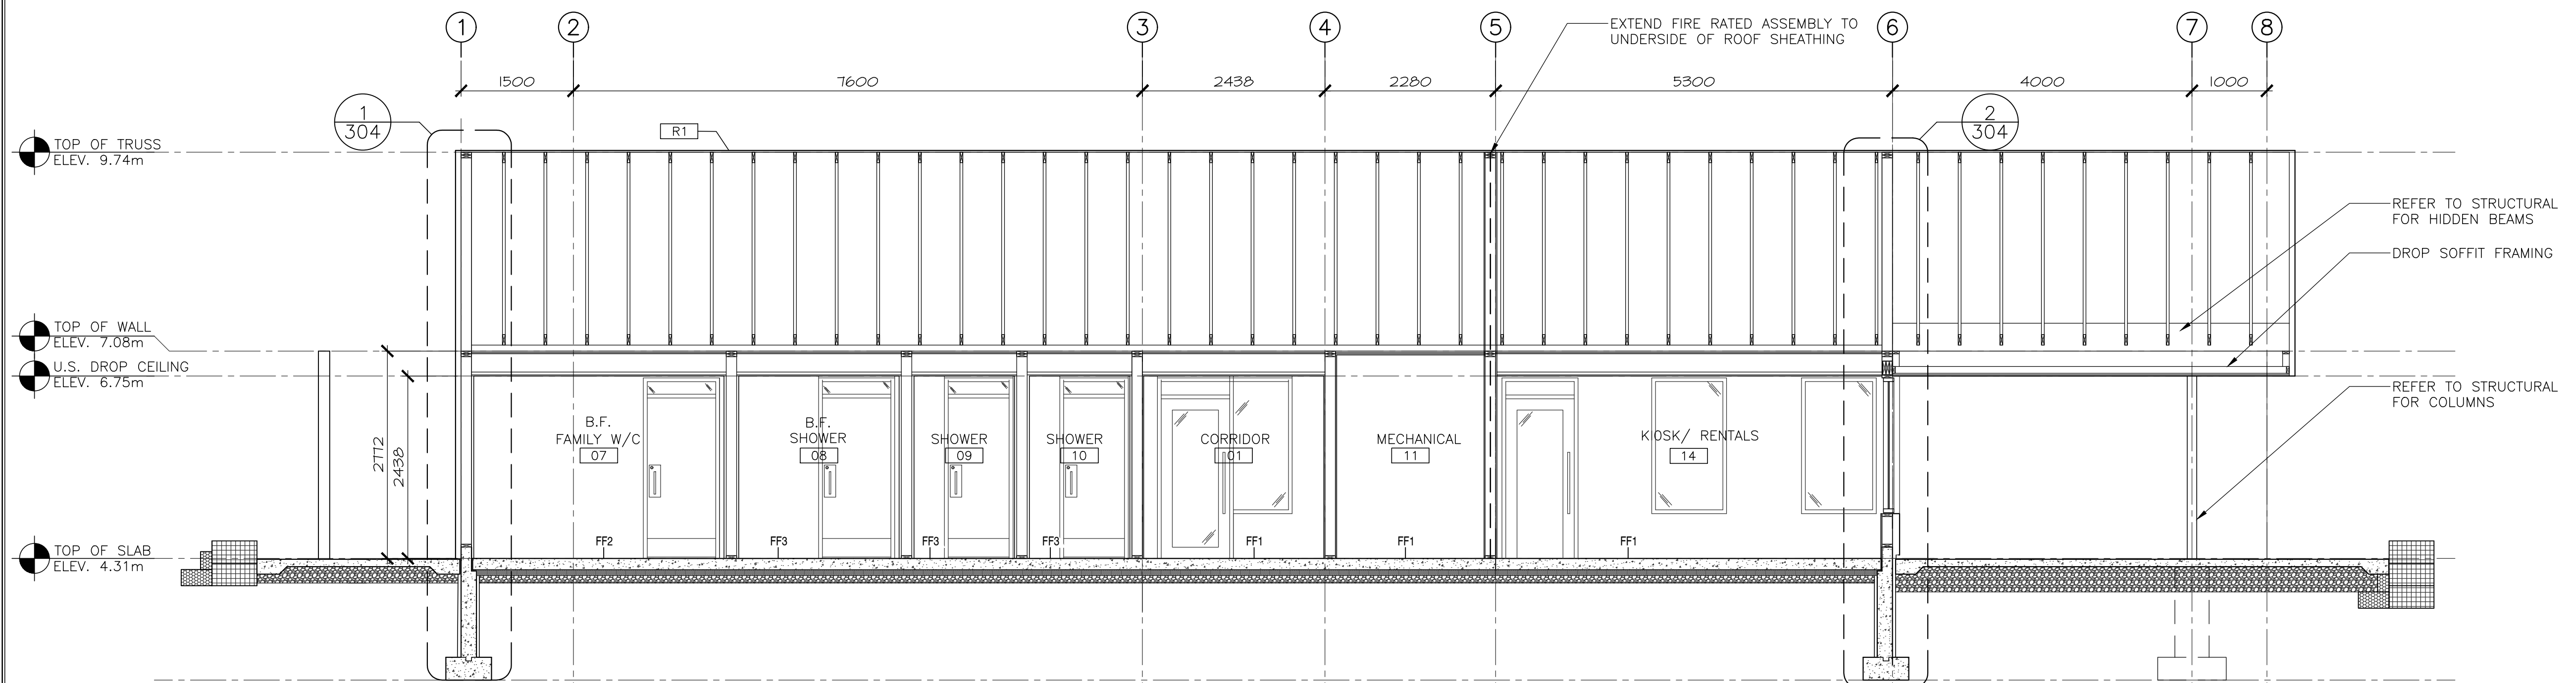 1 2 3 4 5 6 7 8
EXTEND FIRE RATED ASSEMBLY TO
UNDERSIDE OF ROOF SHEATHING
1500 7600 2438 2280 5300 4000 1000
1
304
2
304
R1
TOP OF TRUSS
ELEV. 9.74m
REFER TO STRUCTURAL
FOR HIDDEN BEAMS
DROP SOFFIT FRAMING
TOP OF WALL
ELEV. 7.08m
U.S. DROP CEILING
ELEV. 6.75m
REFER TO STRUCTURAL
FOR COLUMNS
2772
2438
B.F.
FAMILY W/C
07
B.F.
SHOWER
08
SHOWER
09
SHOWER
10
CORRIDOR
01
MECHANICAL
11
KIOSK/ RENTALS
14
FF2 FF3 FF3 FF3 FF1 FF1 FF1
TOP OF SLAB
ELEV. 4.31m